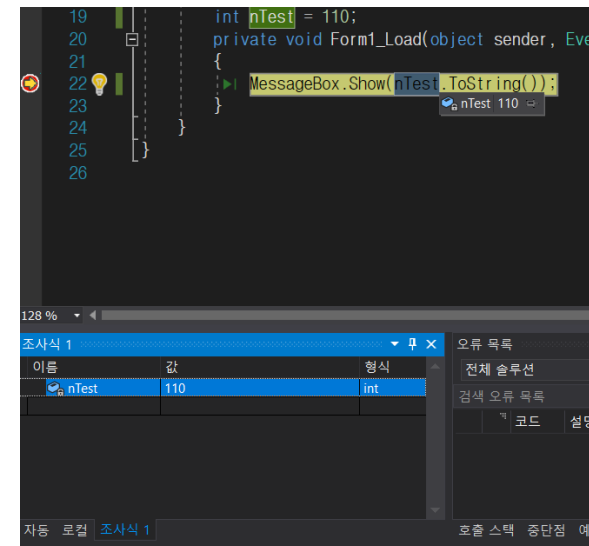 19 int nTest = 110;
20 private void Form1_Load(object sender, Eve
21 {
22 MessageBox.Show(nTest.ToString());
23 }
nTest 110
24 }
25 }
26
128 %
조사식 1
이름 값 형식
nTest 110 int
자동 로컬 조사식 1
오류 목록
전체 솔루션
검색 오류 목록
코드 설명
호출 스택 중단점 예